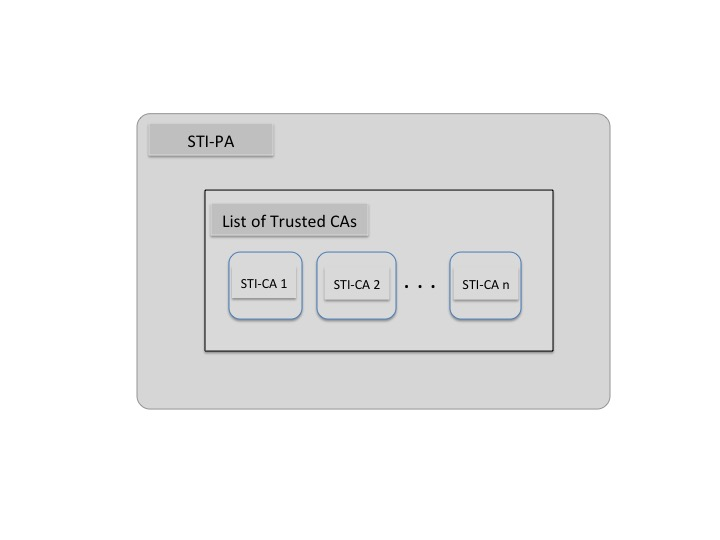 STI-PA
List of Trusted CAs
STI-CA 1
STI-CA 2
. . .
STI-CA n